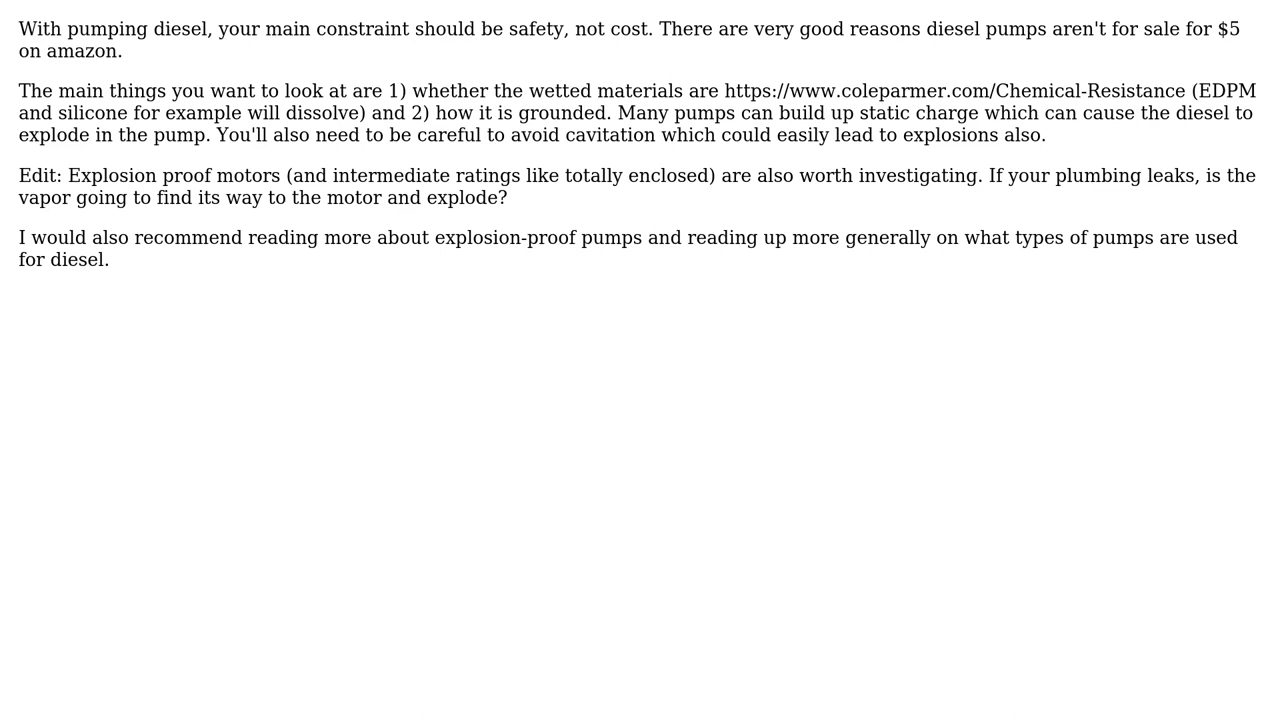 With pumping diesel, your main constraint should be safety, not cost. There are very good reasons diesel pumps aren't for sale for $5
on amazon.
The main things you want to look at are 1) whether the wetted materials are https://www.coleparmer.com/Chemical-Resistance (EDPM
and silicone for example will dissolve) and 2) how it is grounded. Many pumps can build up static charge which can cause the diesel to
explode in the pump. You'll also need to be careful to avoid cavitation which could easily lead to explosions also.
Edit: Explosion proof motors (and intermediate ratings like totally enclosed) are also worth investigating. If your plumbing leaks, is the
vapor going to find its way to the motor and explode?
I would also recommend reading more about explosion-proof pumps and reading up more generally on what types of pumps are used
for diesel.